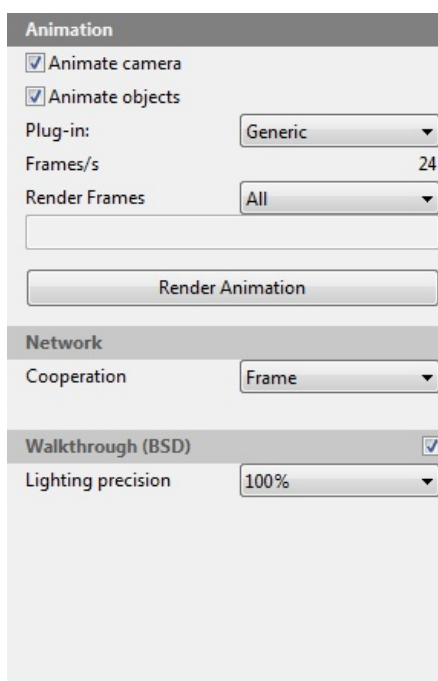 Animation
Animate camera
Animate objects
Plug-in: Generic
Frames/s 24
Render Frames All
Render Animation
Network
Cooperation Frame
Walkthrough (BSD)
Lighting precision 100%